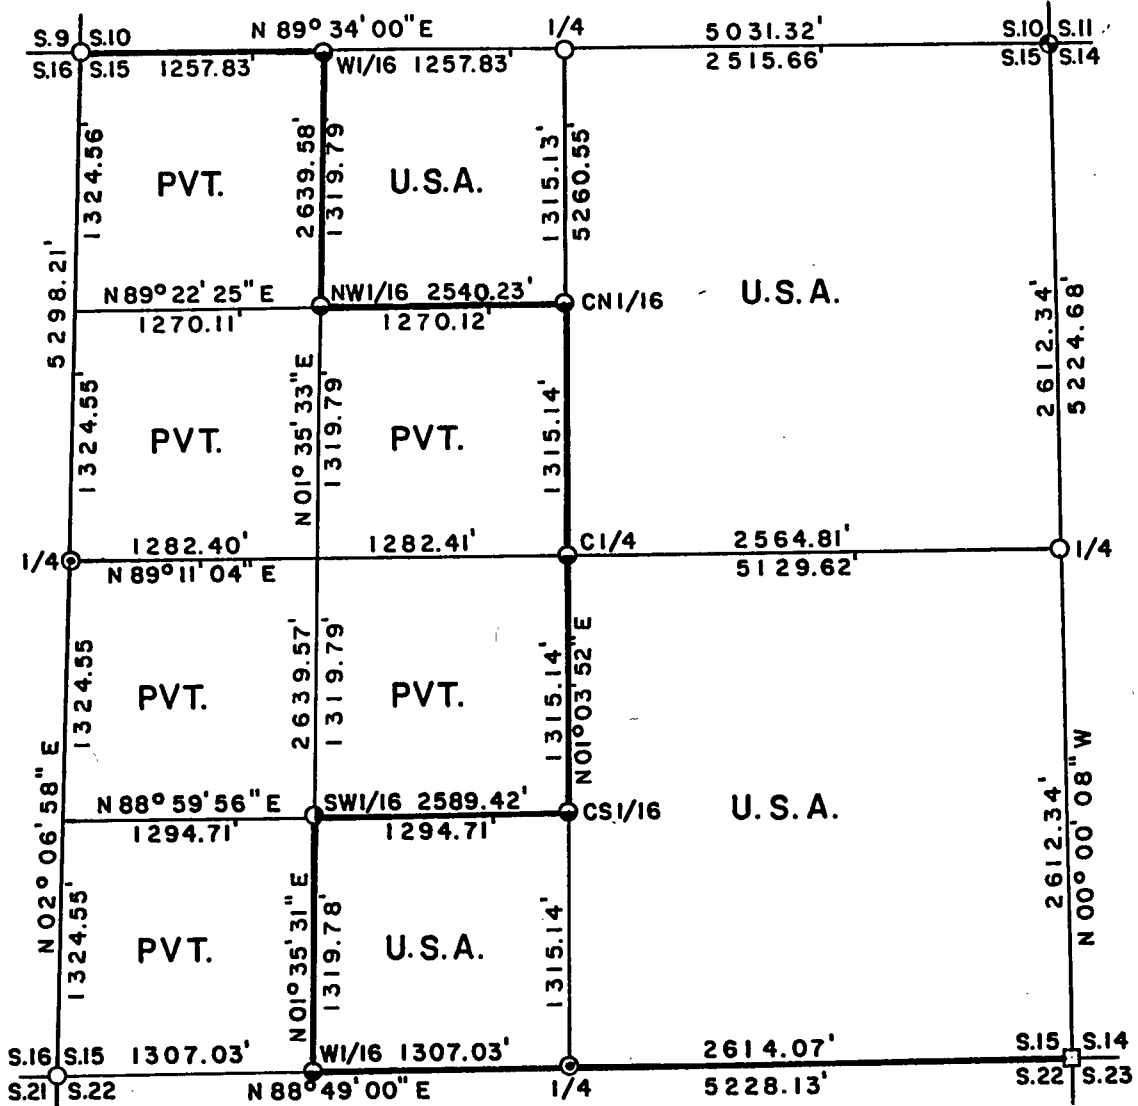 N 89° 34' 00" E
1/4
5031.32'
S.9 S.10
S.10 S.11
S.16 S.15 1257.83'
W1/16 1257.83'
2515.66'
S.15 S.14
1324.56'
2639.58'
1319.79'
1315.13'
5260.55'
PVT.
U.S.A.
5298.21'
N 89° 22' 25" E
1270.11'
NW1/16 2540.23'
1270.12'
CN1/16
U.S.A.
2612.34'
5224.68'
1324.55'
N 01° 35' 33" E
1319.79'
1315.14'
PVT.
PVT.
1/4
1282.40'
N 89° 11' 04" E
1282.41'
C1/4
2564.81'
5129.62'
1/4
1324.55
2639.57'
1319.79'
1315.14'
N 01° 03' 52" E
PVT.
PVT.
N 02° 06' 58" E
N 88° 59' 56" E
1294.71'
SW1/16 2589.42'
1294.71'
CS1/16
U.S.A.
2612.34'
N 00° 00' 08" W
1324.55'
N 01° 35' 31" E
1319.78'
1315.14'
PVT.
U.S.A.
S.16 S.15 1307.03'
W1/16 1307.03'
2614.07'
S.15 S.14
S.21 S.22
N 88° 49' 00" E
1/4
5228.13'
S.22 S.23